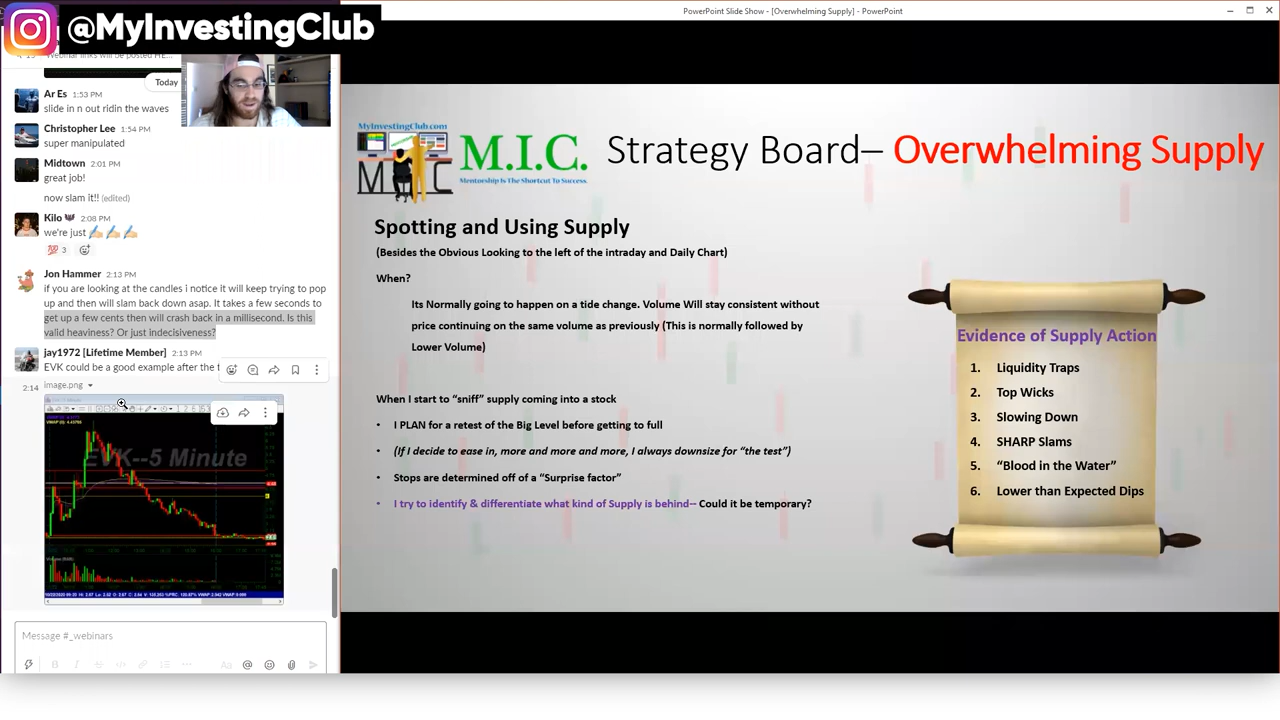 @MyInvestingClub
PowerPoint Slide Show - [Overwhelming Supply] - PowerPoint
Webinar links will be posted HE...
Today
Ar Es 1:53 PM
slide in n out ridin the waves
Christopher Lee 1:54 PM
super manipulated
Midtown 2:01 PM
great job!
now slam it!! (edited)
Kilo 2:08 PM
we're just
3
Jon Hammer 2:13 PM
if you are looking at the candles i notice it will keep trying to pop
up and then will slam back down asap. It takes a few seconds to
get up a few cents then will crash back in a millisecond. Is this
valid heaviness? Or just indecisiveness?
jay1972 [Lifetime Member] 2:13 PM
EVK could be a good example after the
2:14 image.png
EVK--5 Minute
Message #_webinars
MyInvestingClub.com
MIC
M.I.C.
Mentorship Is The Shortcut To Success.
Strategy Board– Overwhelming Supply
Spotting and Using Supply
(Besides the Obvious Looking to the left of the intraday and Daily Chart)
When?
Its Normally going to happen on a tide change. Volume Will stay consistent without
price continuing on the same volume as previously (This is normally followed by
Lower Volume)
When I start to “sniff” supply coming into a stock
• I PLAN for a retest of the Big Level before getting to full
• (If I decide to ease in, more and more and more, I always downsize for “the test”)
• Stops are determined off of a “Surprise factor”
• I try to identify & differentiate what kind of Supply is behind-- Could it be temporary?
Evidence of Supply Action
1. Liquidity Traps
2. Top Wicks
3. Slowing Down
4. SHARP Slams
5. “Blood in the Water”
6. Lower than Expected Dips